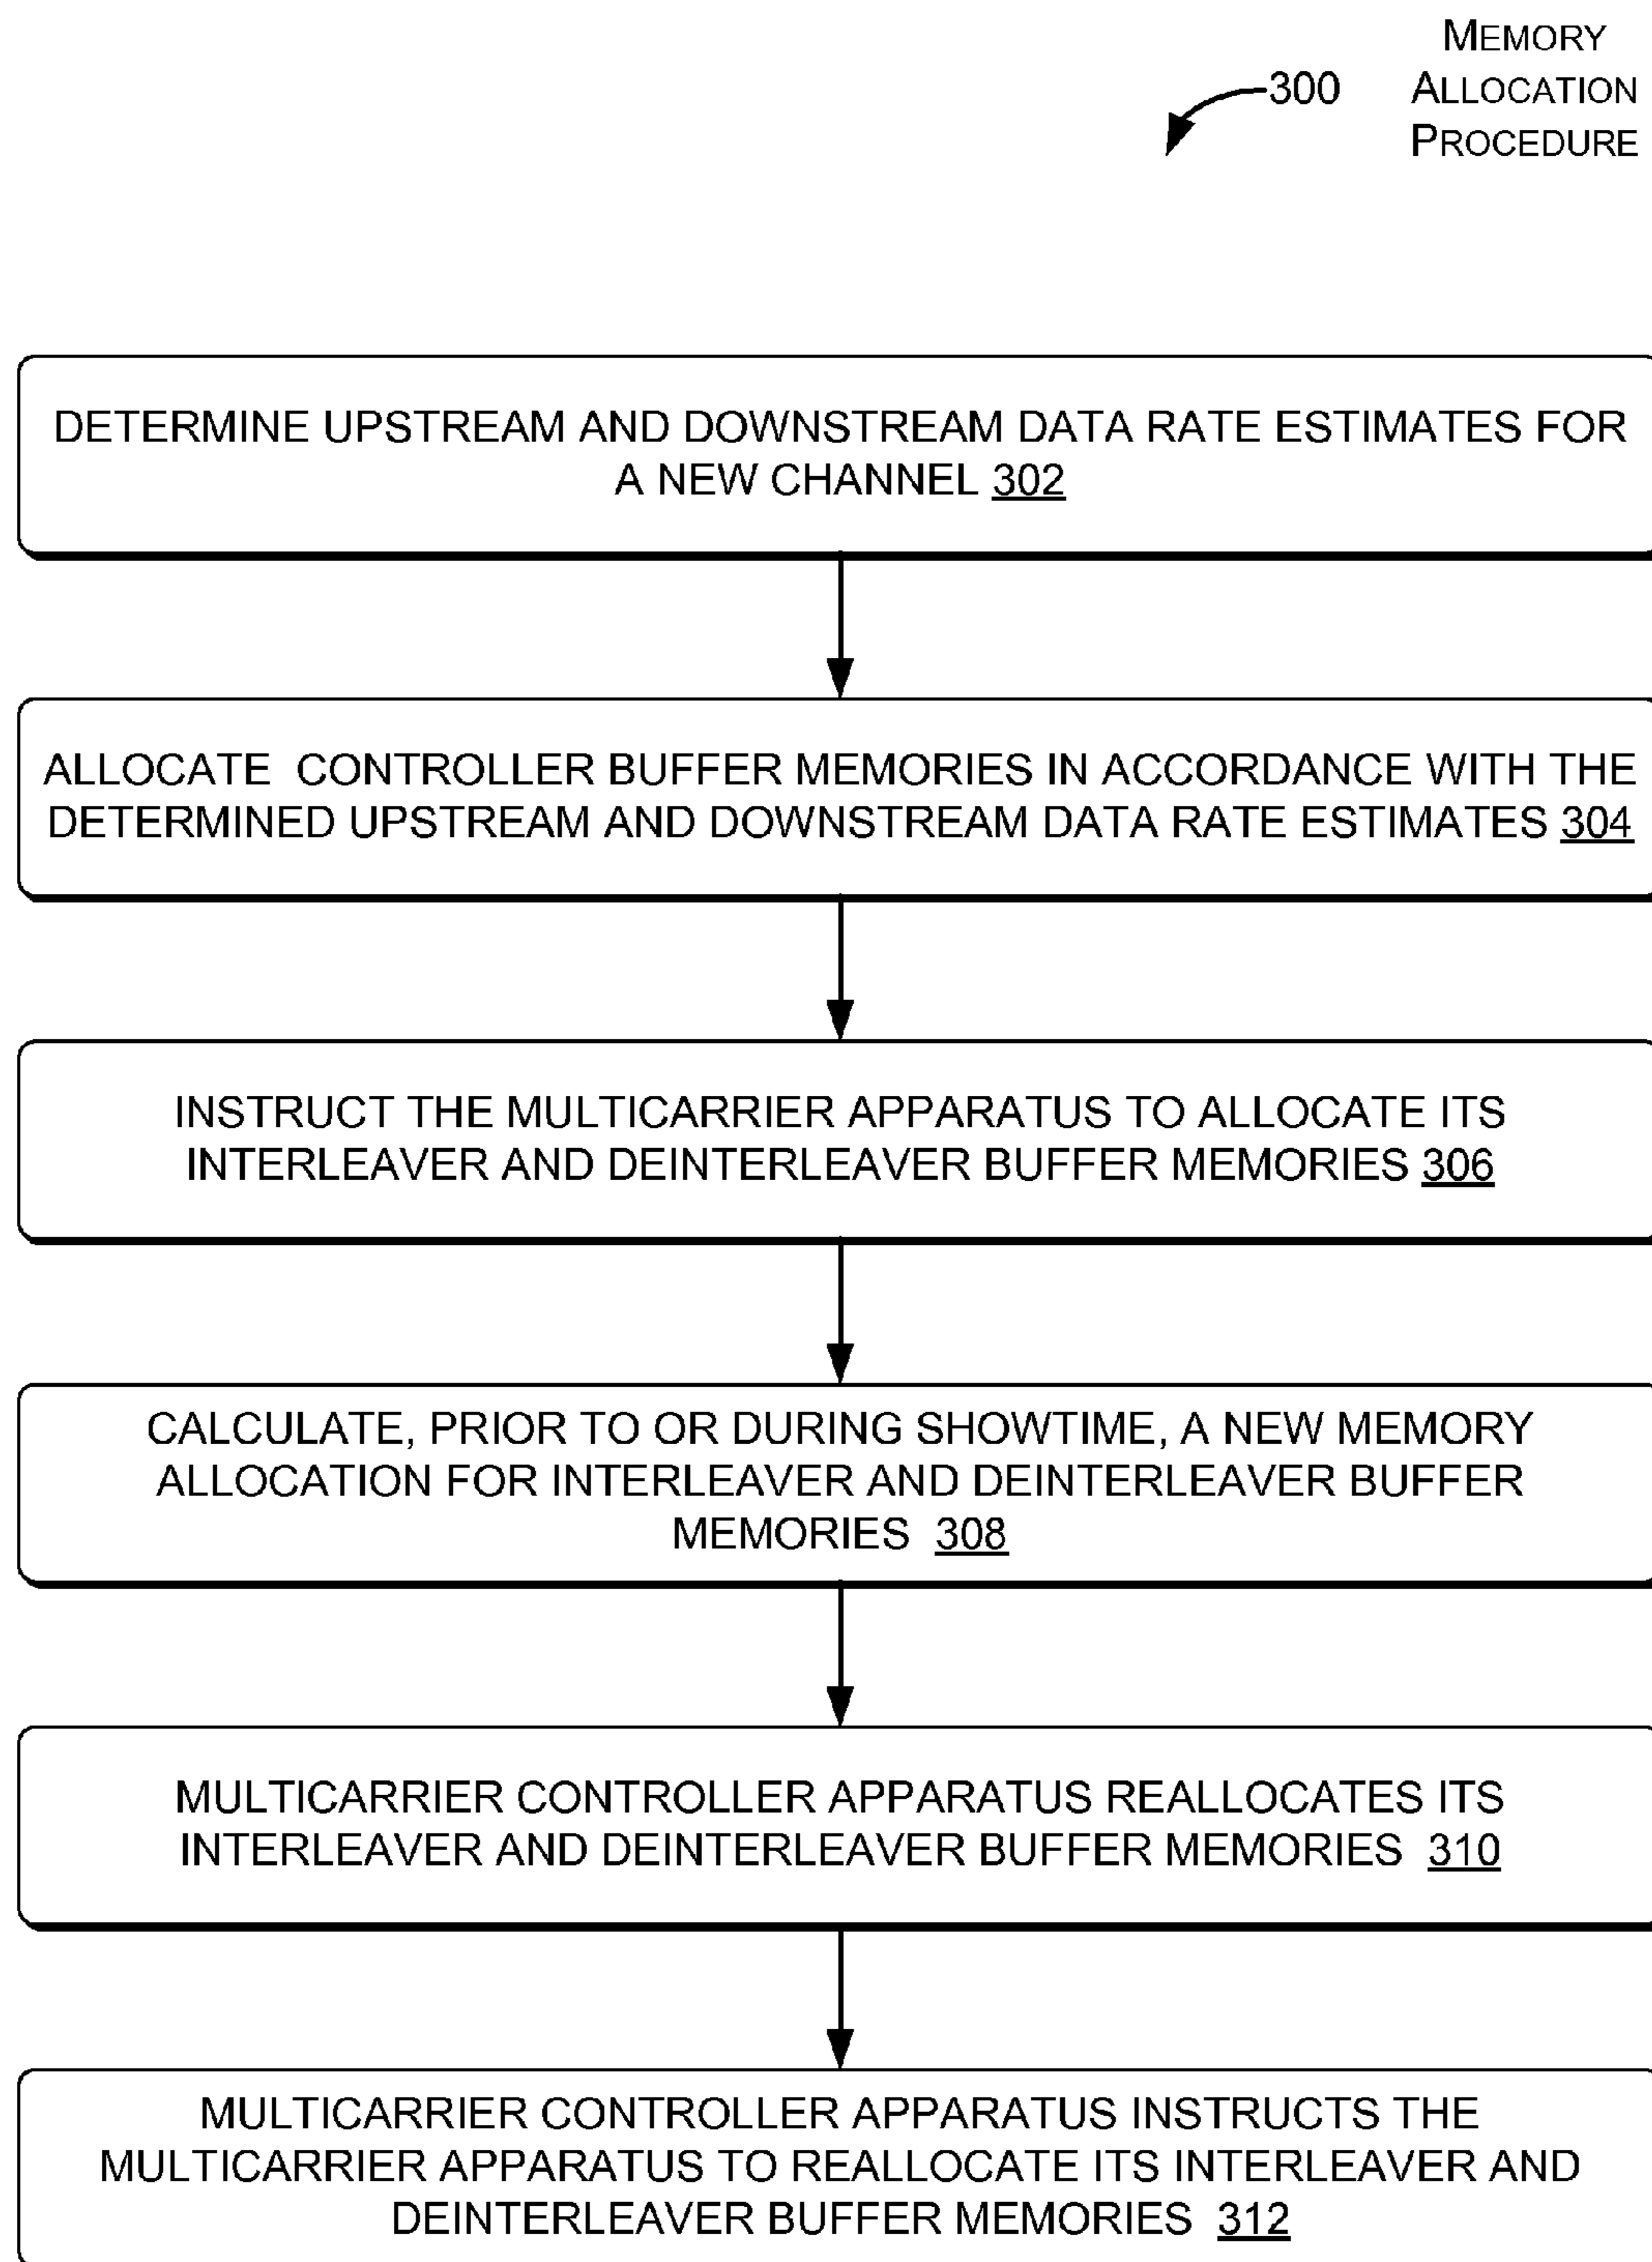 MEMORY
300 ALLOCATION
PROCEDURE
DETERMINE UPSTREAM AND DOWNSTREAM DATA RATE ESTIMATES FOR
A NEW CHANNEL 302
ALLOCATE CONTROLLER BUFFER MEMORIES IN ACCORDANCE WITH THE
DETERMINED UPSTREAM AND DOWNSTREAM DATA RATE ESTIMATES 304
INSTRUCT THE MULTICARRIER APPARATUS TO ALLOCATE ITS
INTERLEAVER AND DEINTERLEAVER BUFFER MEMORIES 306
CALCULATE, PRIOR TO OR DURING SHOWTIME, A NEW MEMORY
ALLOCATION FOR INTERLEAVER AND DEINTERLEAVER BUFFER
MEMORIES 308
MULTICARRIER CONTROLLER APPARATUS REALLOCATES ITS
INTERLEAVER AND DEINTERLEAVER BUFFER MEMORIES 310
MULTICARRIER CONTROLLER APPARATUS INSTRUCTS THE
MULTICARRIER APPARATUS TO REALLOCATE ITS INTERLEAVER AND
DEINTERLEAVER BUFFER MEMORIES 312